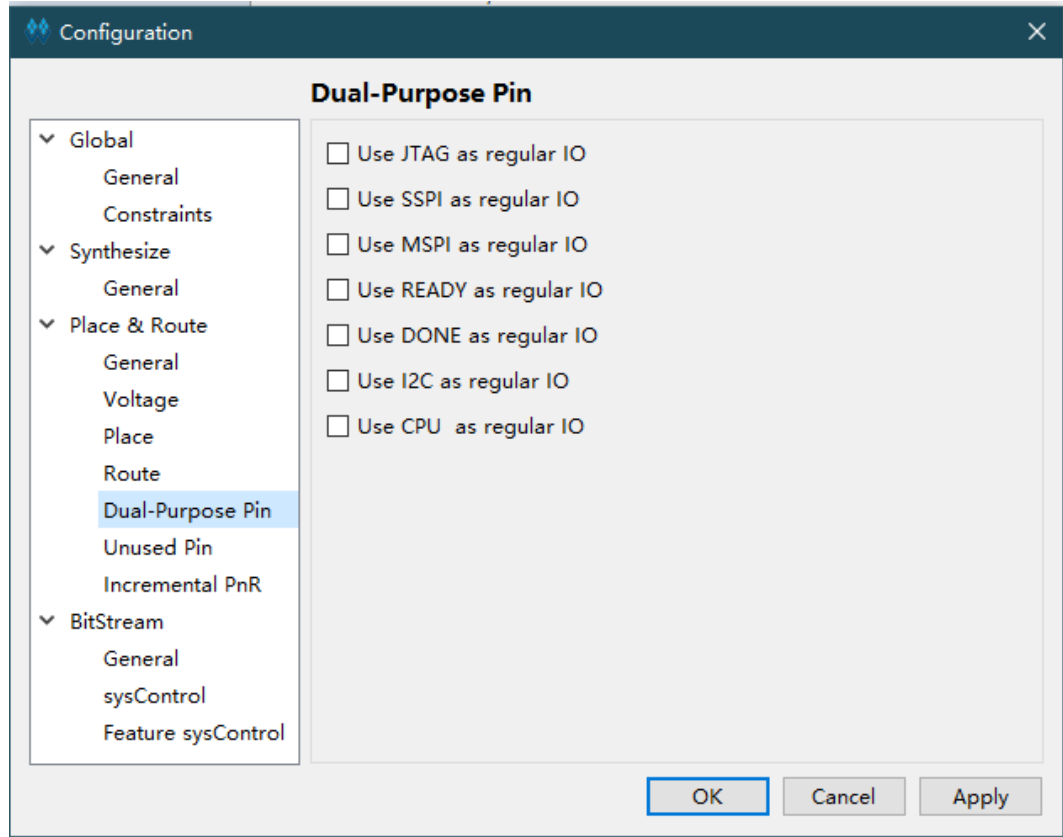 Configuration
Dual-Purpose Pin
Global
General
Constraints
Synthesize
General
Place & Route
General
Voltage
Place
Route
Dual-Purpose Pin
Unused Pin
Incremental PnR
BitStream
General
sysControl
Feature sysControl
Use JTAG as regular IO
Use SSPI as regular IO
Use MSPI as regular IO
Use READY as regular IO
Use DONE as regular IO
Use I2C as regular IO
Use CPU  as regular IO
OK
Cancel
Apply